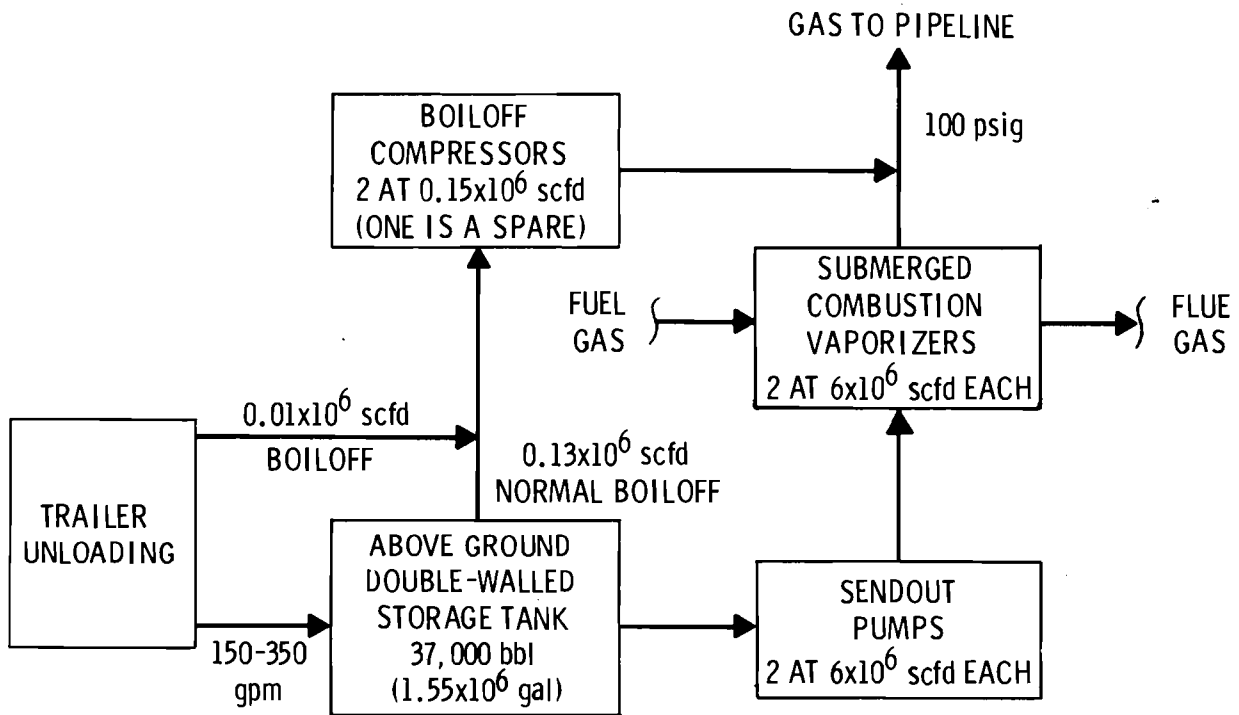 GAS TO PIPELINE
100 psig
BOILOFF
COMPRESSORS
2 AT 0.15x10⁶ scfd
(ONE IS A SPARE)
SUBMERGED
COMBUSTION
VAPORIZERS
2 AT 6x10⁶ scfd EACH
FUEL
GAS
FLUE
GAS
0.01x10⁶ scfd
BOILOFF
0.13x10⁶ scfd
NORMAL BOILOFF
TRAILER
UNLOADING
150-350
gpm
ABOVE GROUND
DOUBLE-WALLED
STORAGE TANK
37,000 bbl
(1.55x10⁶ gal)
SENDOUT
PUMPS
2 AT 6x10⁶ scfd EACH